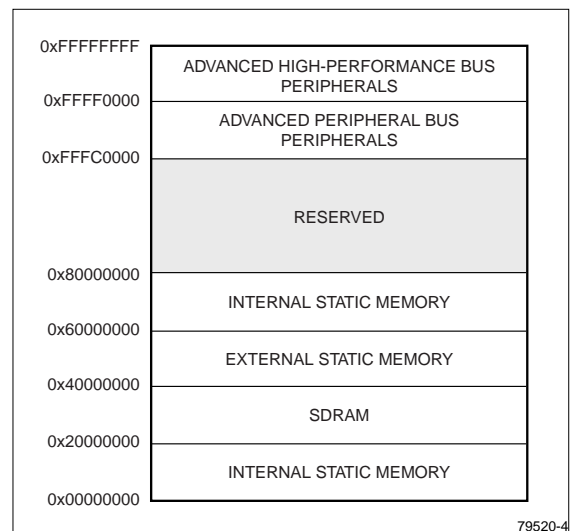 0xFFFFFFFF
ADVANCED HIGH-PERFORMANCE BUS
PERIPHERALS
0xFFFF0000
ADVANCED PERIPHERAL BUS
PERIPHERALS
0xFFFC0000
RESERVED
0x80000000
INTERNAL STATIC MEMORY
0x60000000
EXTERNAL STATIC MEMORY
0x40000000
SDRAM
0x20000000
INTERNAL STATIC MEMORY
0x00000000
79520-4